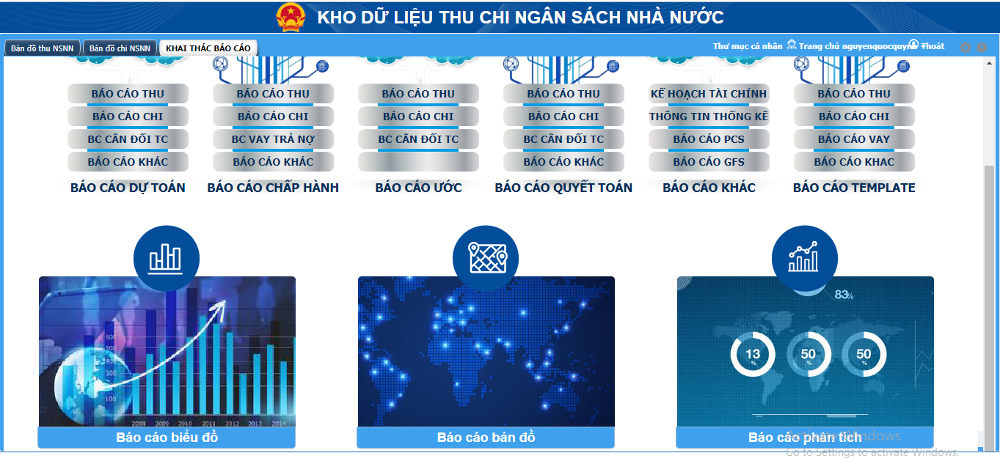 KHO DỮ LIỆU THU CHI NGÂN SÁCH NHÀ NƯỚC
Bản đồ thu NSNN Bản đồ chi NSNN KHAI THÁC BÁO CÁO Thư mục cá nhân Trang chủ nguyenquocquynh Thoát
BÁO CÁO THU BÁO CÁO THU BÁO CÁO THU BÁO CÁO THU KẾ HOẠCH TÀI CHÍNH BÁO CÁO THU
BÁO CÁO CHI BÁO CÁO CHI BÁO CÁO CHI BÁO CÁO CHI THÔNG TIN THỐNG KÊ BÁO CÁO CHI
BC CÂN ĐỐI TC BC VAY TRẢ NỢ BC CÂN ĐỐI TC BC CÂN ĐỐI TC BÁO CÁO PCS BÁO CÁO VAY
BÁO CÁO KHÁC BÁO CÁO KHÁC BÁO CÁO KHÁC BÁO CÁO GFS BÁO CÁO KHAC
BÁO CÁO DỰ TOÁN BÁO CÁO CHẤP HÀNH BÁO CÁO ƯỚC BÁO CÁO QUYẾT TOÁN BÁO CÁO KHÁC BÁO CÁO TEMPLATE
83%
600
500
400
300
100
13 % 50 % 50 %
2008 2009 2010 2011 2012 2013 2014
Báo cáo biểu đồ Báo cáo bản đồ Báo cáo phân tích
Activate Windows
Go to Settings to activate Windows.